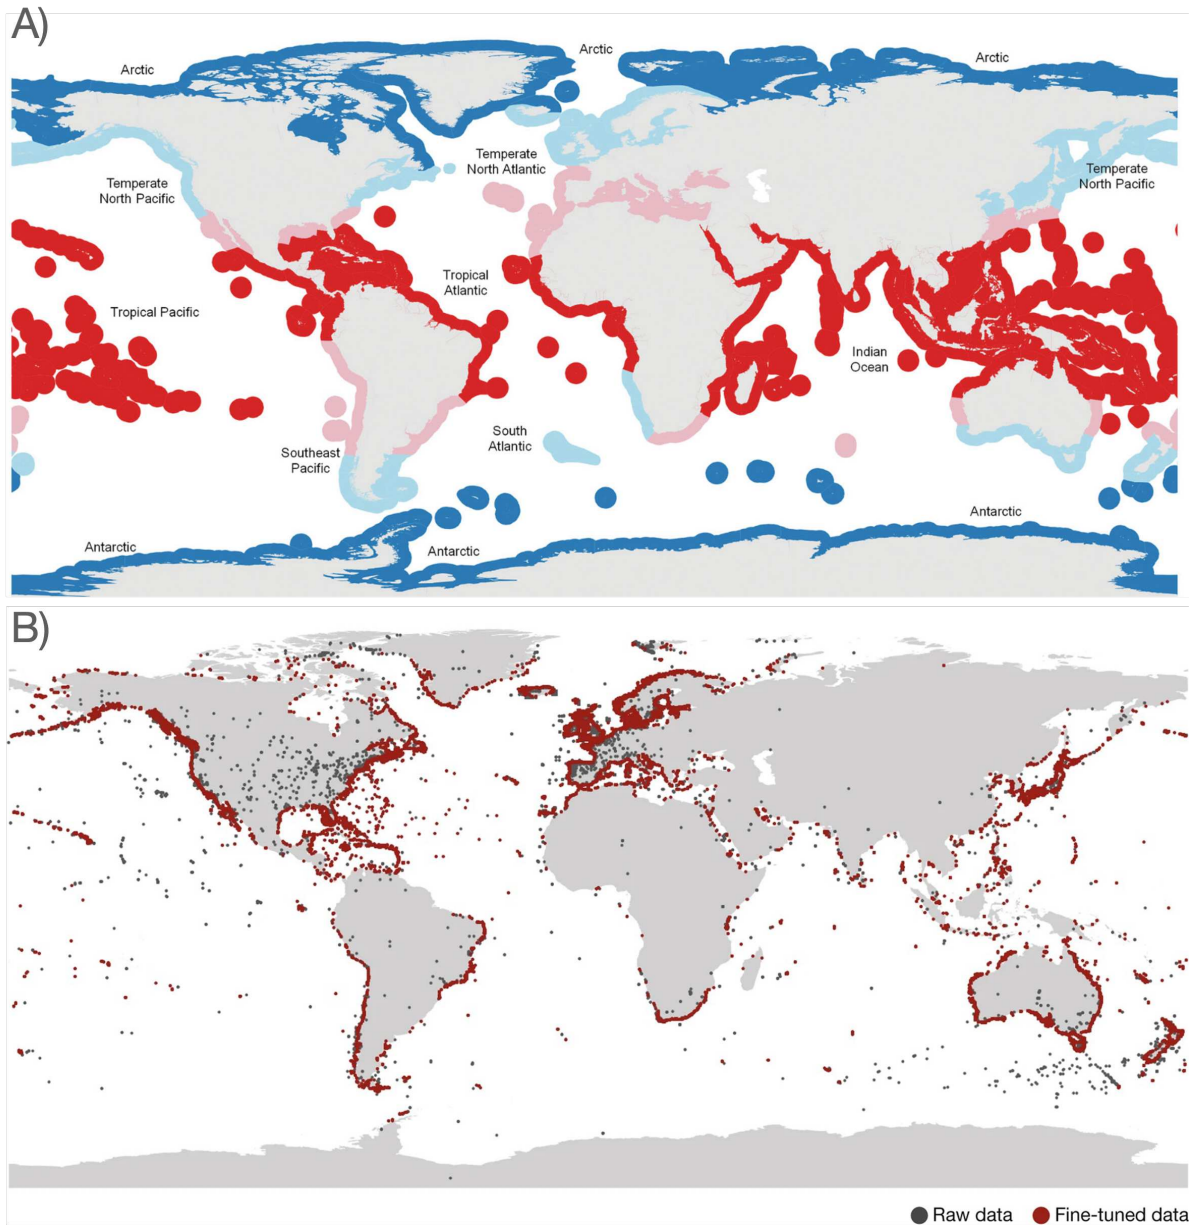 A)
Arctic
Arctic
Arctic
Temperate
North Atlantic
Temperate
North Pacific
Temperate
North Pacific
Tropical
Atlantic
Tropical Pacific
Indian
Ocean
South
Atlantic
Southeast
Pacific
Antarctic
Antarctic
Antarctic
B)
Raw data
Fine-tuned data